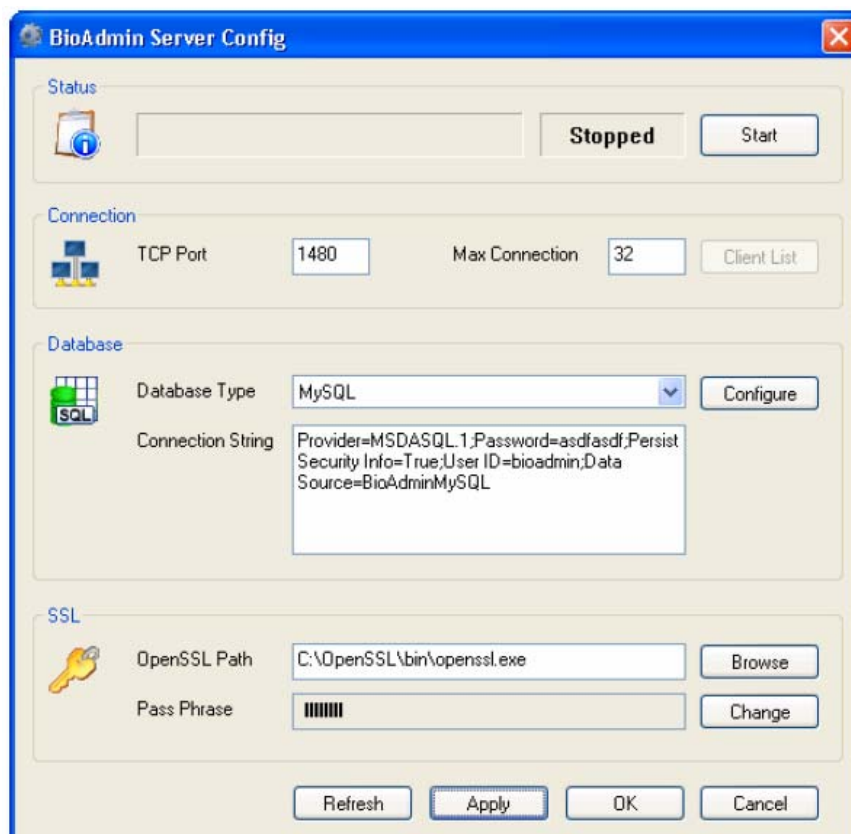 BioAdmin Server Config
Status
Stopped
Start
Connection
TCP Port
1480
Max Connection
32
Client List
Database
SQL
Database Type
MySQL
Configure
Connection String
Provider=MSDASQL.1;Password=asdfasdf;Persist
Security Info=True;User ID=bioadmin;Data
Source=BioAdminMySQL
SSL
OpenSSL Path
C:\OpenSSL\bin\openssl.exe
Browse
Pass Phrase
Change
Refresh
Apply
OK
Cancel